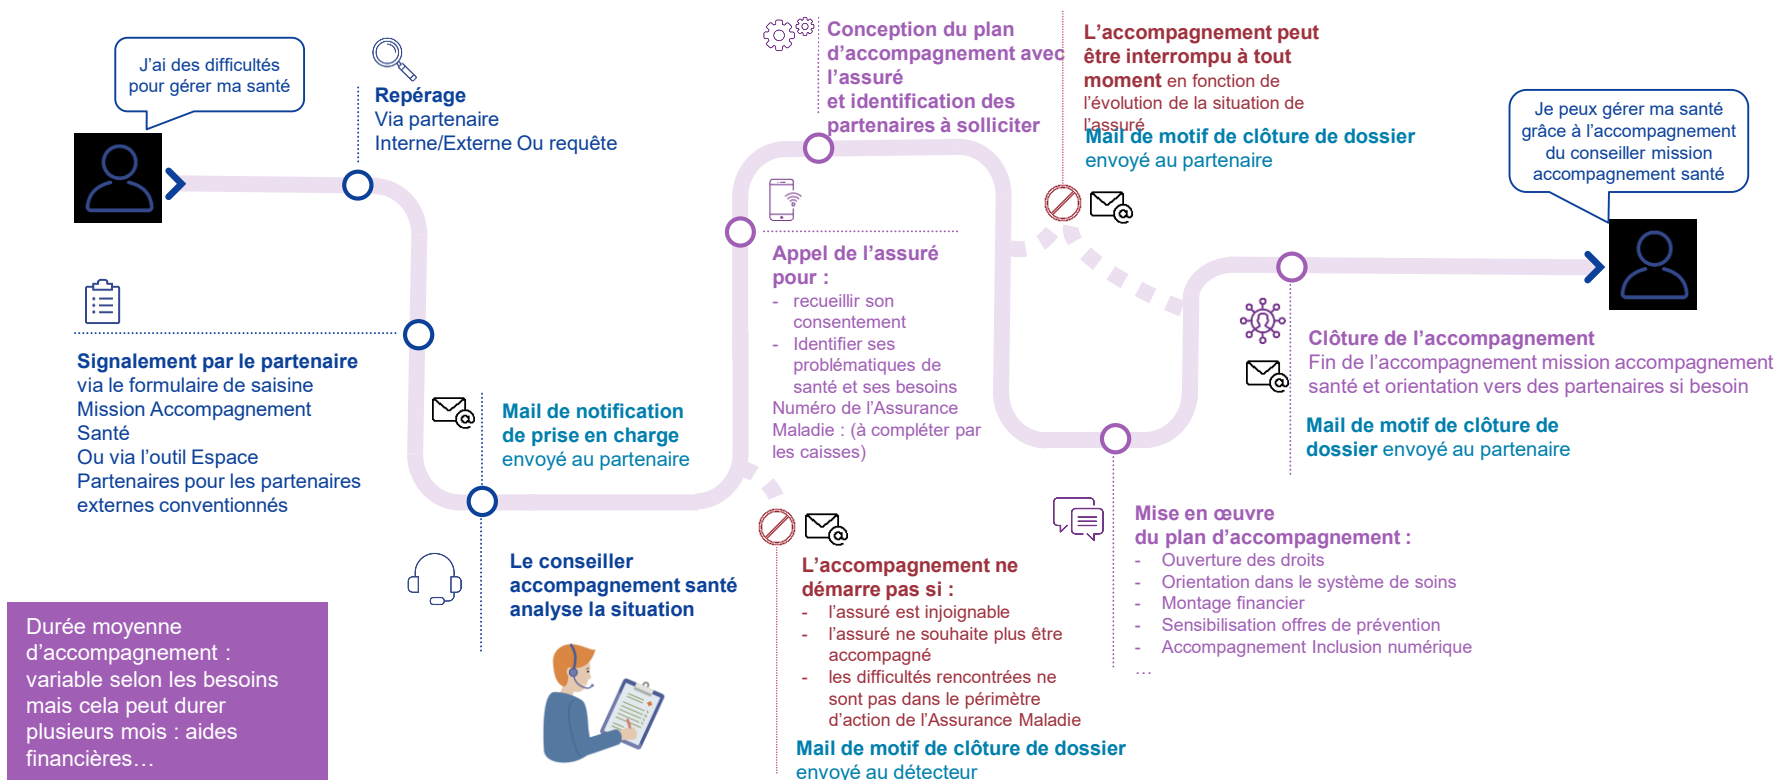 J'ai des difficultés
pour gérer ma santé
Repérage
Via partenaire
Interne/Externe Ou requête
Signalement par le partenaire
via le formulaire de saisine
Mission Accompagnement
Santé
Ou via l'outil Espace
Partenaires pour les partenaires
externes conventionnés
Mail de notification
de prise en charge
envoyé au partenaire
Le conseiller
accompagnement santé
analyse la situation
Durée moyenne
d'accompagnement :
variable selon les besoins
mais cela peut durer
plusieurs mois : aides
financières…
Conception du plan
d'accompagnement avec
l'assuré
et identification des
partenaires à solliciter
Appel de l'assuré
pour :
- recueillir son
consentement
- Identifier ses
problématiques de
santé et ses besoins
Numéro de l'Assurance
Maladie : (à compléter par
les caisses)
L'accompagnement ne
démarre pas si :
- l'assuré est injoignable
- l'assuré ne souhaite plus être
accompagné
- les difficultés rencontrées ne
sont pas dans le périmètre
d'action de l'Assurance Maladie
Mail de motif de clôture de dossier
envoyé au détecteur
L'accompagnement peut
être interrompu à tout
moment en fonction de
l'évolution de la situation de
l'assuré
Mail de motif de clôture de dossier
envoyé au partenaire
Mise en œuvre
du plan d'accompagnement :
- Ouverture des droits
- Orientation dans le système de soins
- Montage financier
- Sensibilisation offres de prévention
- Accompagnement Inclusion numérique
…
Clôture de l'accompagnement
Fin de l'accompagnement mission accompagnement
santé et orientation vers des partenaires si besoin
Mail de motif de clôture de
dossier envoyé au partenaire
Je peux gérer ma santé
grâce à l'accompagnement
du conseiller mission
accompagnement santé